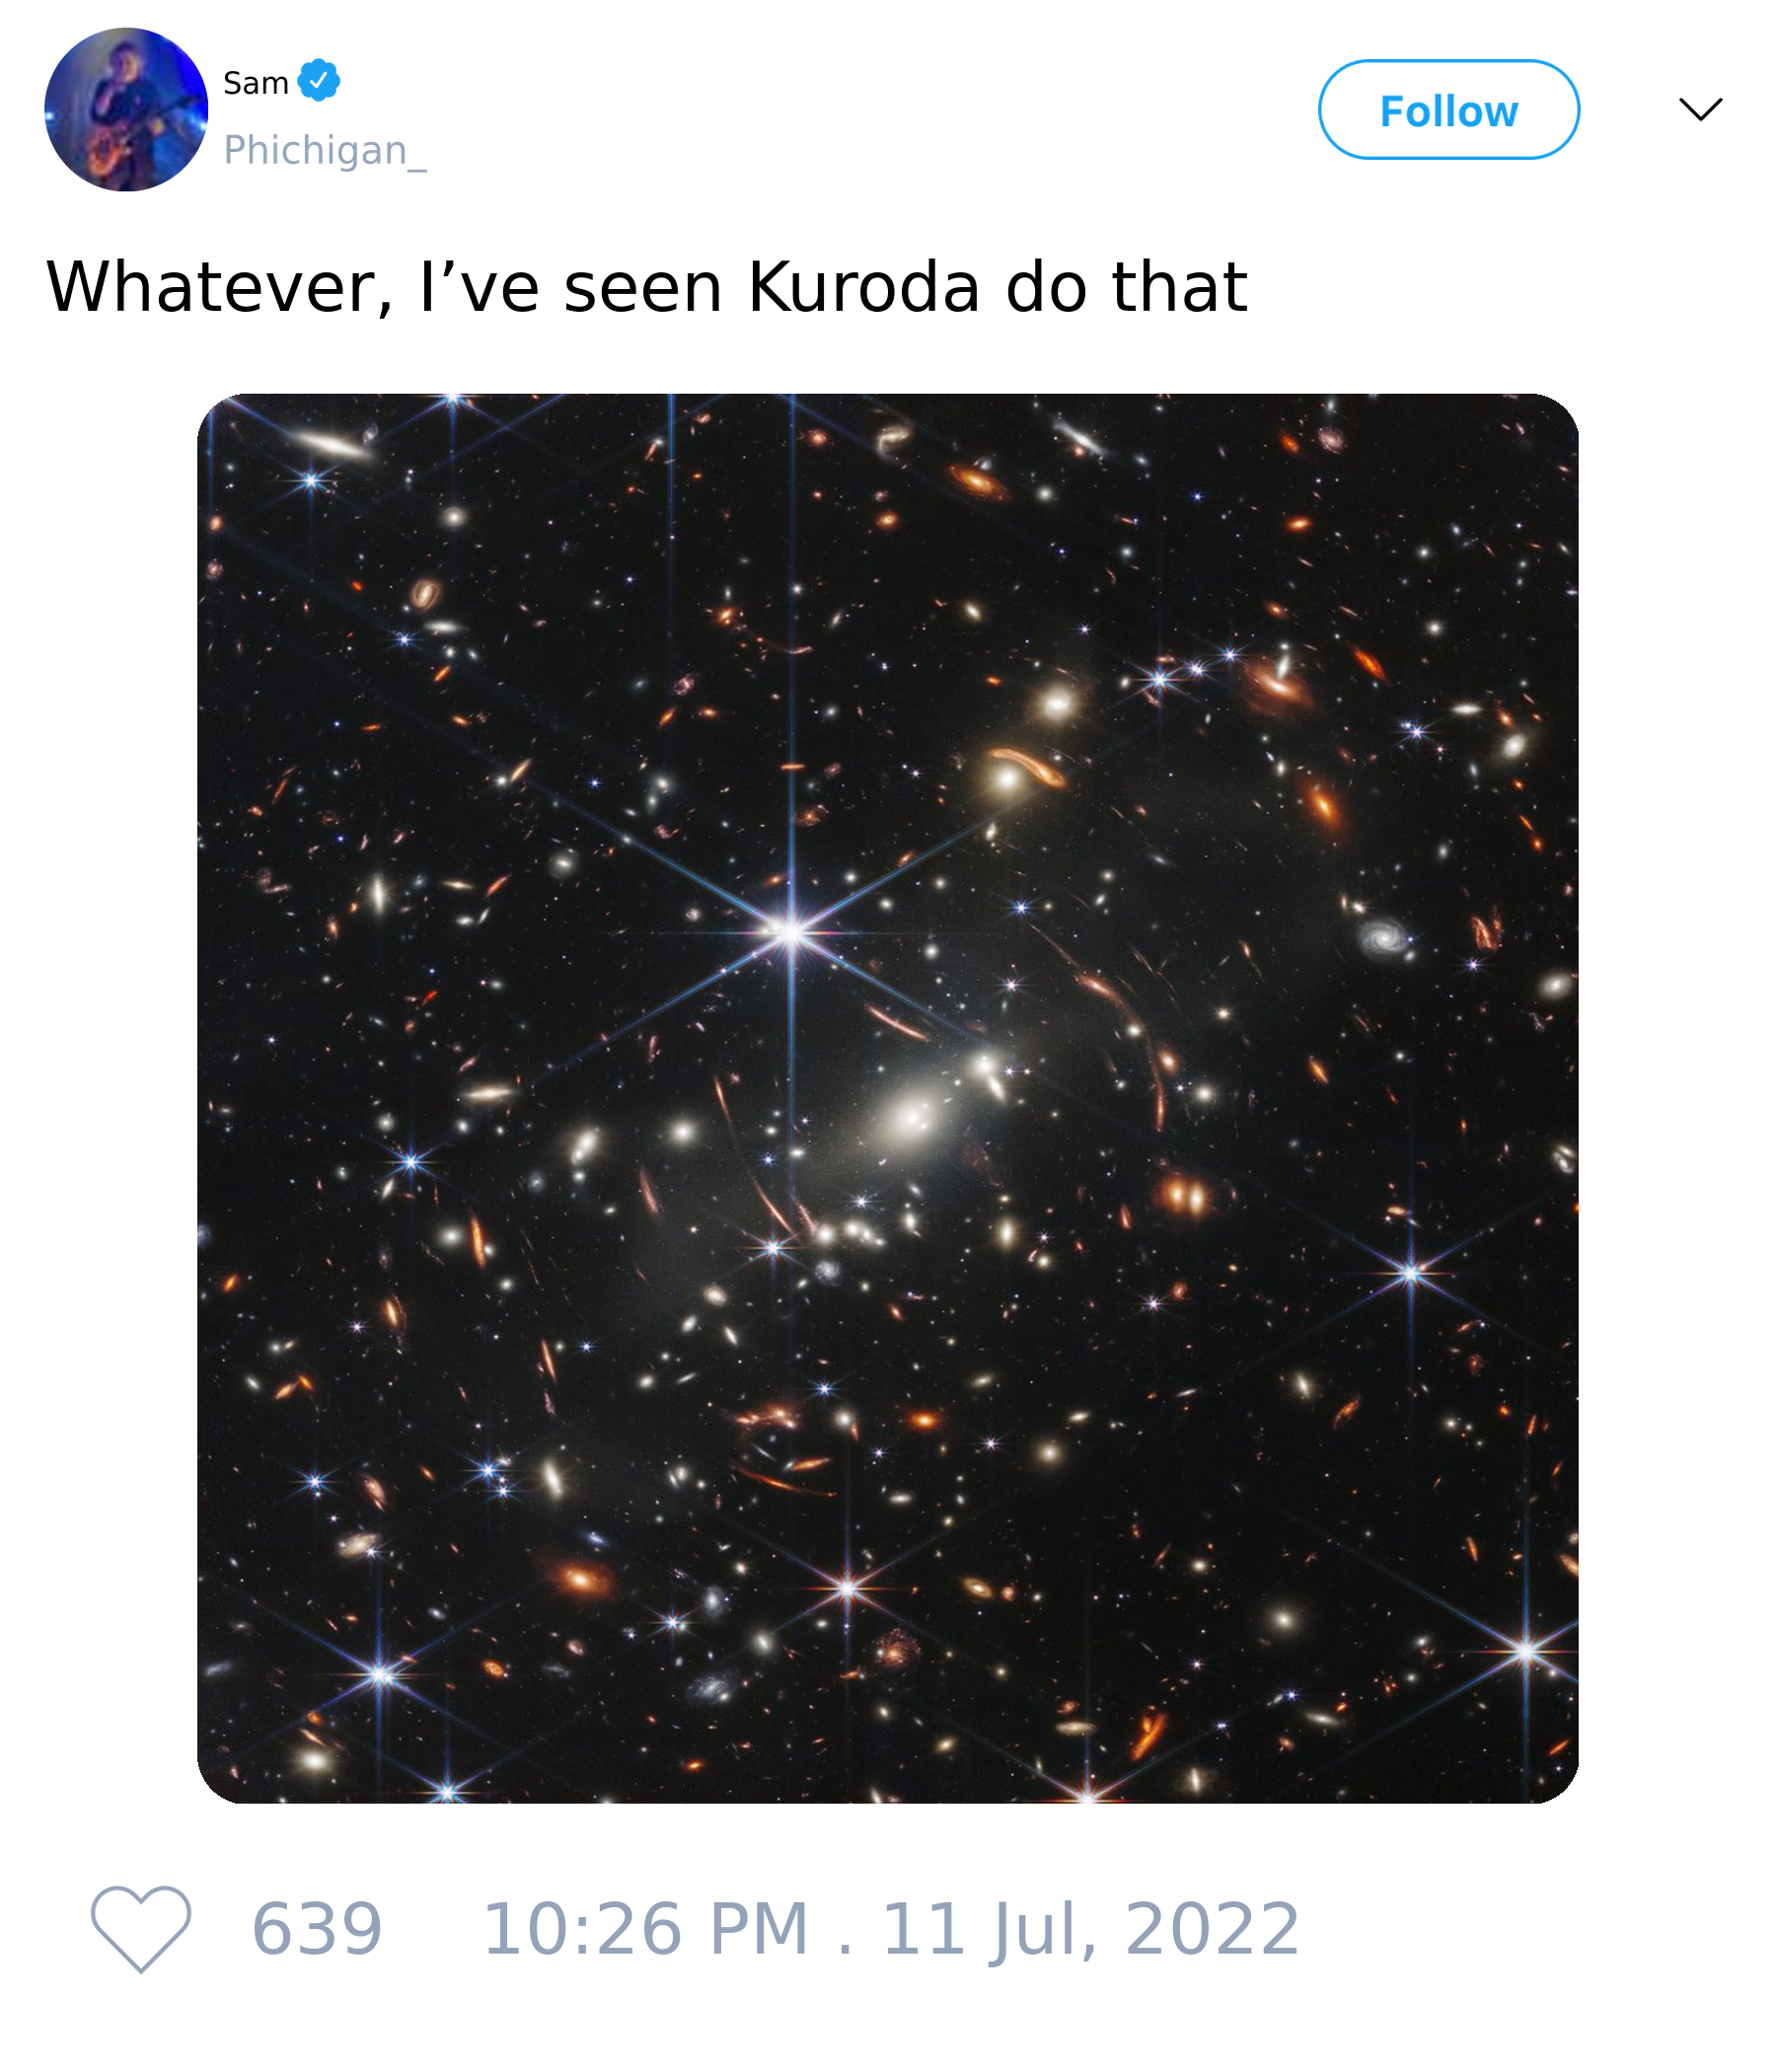 Sam
Phichigan_
Follow
Whatever, I’ve seen Kuroda do that
639
10:26 PM . 11 Jul, 2022